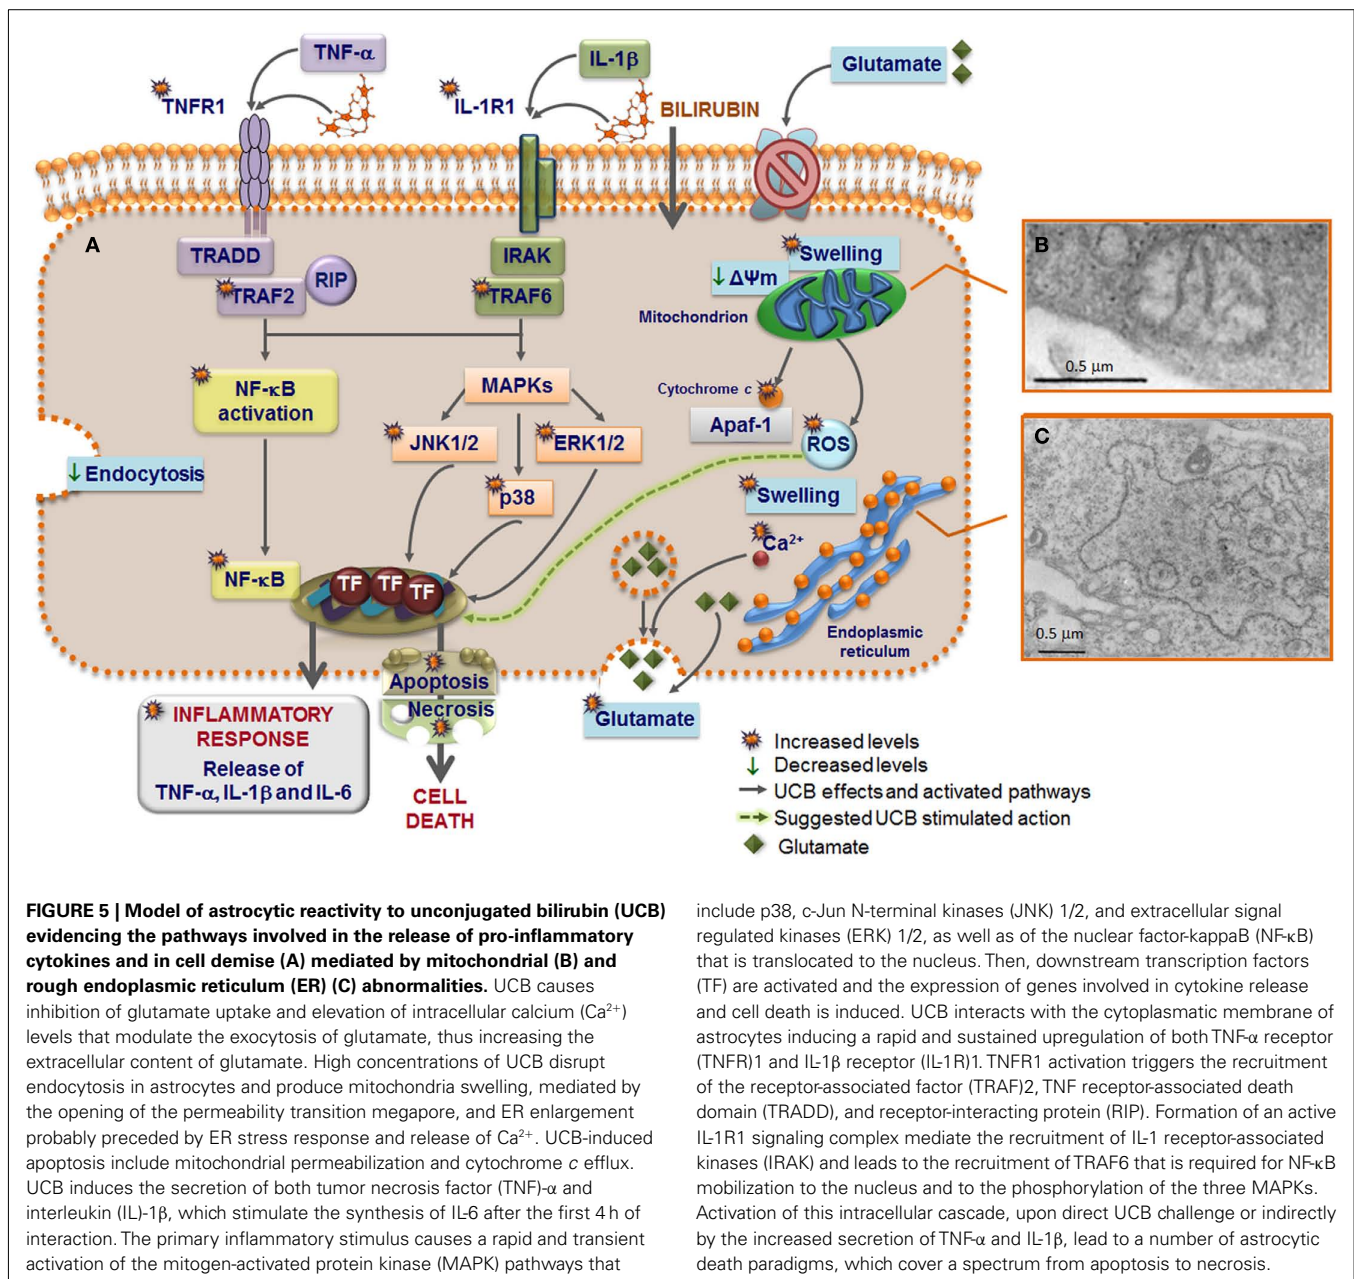 TNF-α
IL-1β
Glutamate
TNFR1
IL-1R1
BILIRUBIN
A
TRADD
RIP
TRAF2
IRAK
TRAF6
Swelling
↓ ΔΨm
Mitochondrion
B
0.5 µm
NF-κB
activation
MAPKs
Cytochrome c
Apaf-1
JNK1/2
ERK1/2
ROS
C
↓ Endocytosis
p38
Swelling
Ca2+
NF-κB
TF
TF
TF
Endoplasmic
reticulum
0.5 µm
Apoptosis
Necrosis
Glutamate
INFLAMMATORY
RESPONSE
Release of
TNF-α, IL-1β and IL-6
CELL
DEATH
Increased levels
Decreased levels
UCB effects and activated pathways
Suggested UCB stimulated action
Glutamate
FIGURE 5 | Model of astrocytic reactivity to unconjugated bilirubin (UCB)
evidencing the pathways involved in the release of pro-inflammatory
cytokines and in cell demise (A) mediated by mitochondrial (B) and
rough endoplasmic reticulum (ER) (C) abnormalities. UCB causes
inhibition of glutamate uptake and elevation of intracellular calcium (Ca2+)
levels that modulate the exocytosis of glutamate, thus increasing the
extracellular content of glutamate. High concentrations of UCB disrupt
endocytosis in astrocytes and produce mitochondria swelling, mediated by
the opening of the permeability transition megapore, and ER enlargement
probably preceded by ER stress response and release of Ca2+. UCB-induced
apoptosis include mitochondrial permeabilization and cytochrome c efflux.
UCB induces the secretion of both tumor necrosis factor (TNF)-α and
interleukin (IL)-1β, which stimulate the synthesis of IL-6 after the first 4 h of
interaction. The primary inflammatory stimulus causes a rapid and transient
activation of the mitogen-activated protein kinase (MAPK) pathways that
include p38, c-Jun N-terminal kinases (JNK) 1/2, and extracellular signal
regulated kinases (ERK) 1/2, as well as of the nuclear factor-kappaB (NF-κB)
that is translocated to the nucleus. Then, downstream transcription factors
(TF) are activated and the expression of genes involved in cytokine release
and cell death is induced. UCB interacts with the cytoplasmatic membrane of
astrocytes inducing a rapid and sustained upregulation of both TNF-α receptor
(TNFR)1 and IL-1β receptor (IL-1R)1. TNFR1 activation triggers the recruitment
of the receptor-associated factor (TRAF)2, TNF receptor-associated death
domain (TRADD), and receptor-interacting protein (RIP). Formation of an active
IL-1R1 signaling complex mediate the recruitment of IL-1 receptor-associated
kinases (IRAK) and leads to the recruitment of TRAF6 that is required for NF-κB
mobilization to the nucleus and to the phosphorylation of the three MAPKs.
Activation of this intracellular cascade, upon direct UCB challenge or indirectly
by the increased secretion of TNF-α and IL-1β, lead to a number of astrocytic
death paradigms, which cover a spectrum from apoptosis to necrosis.